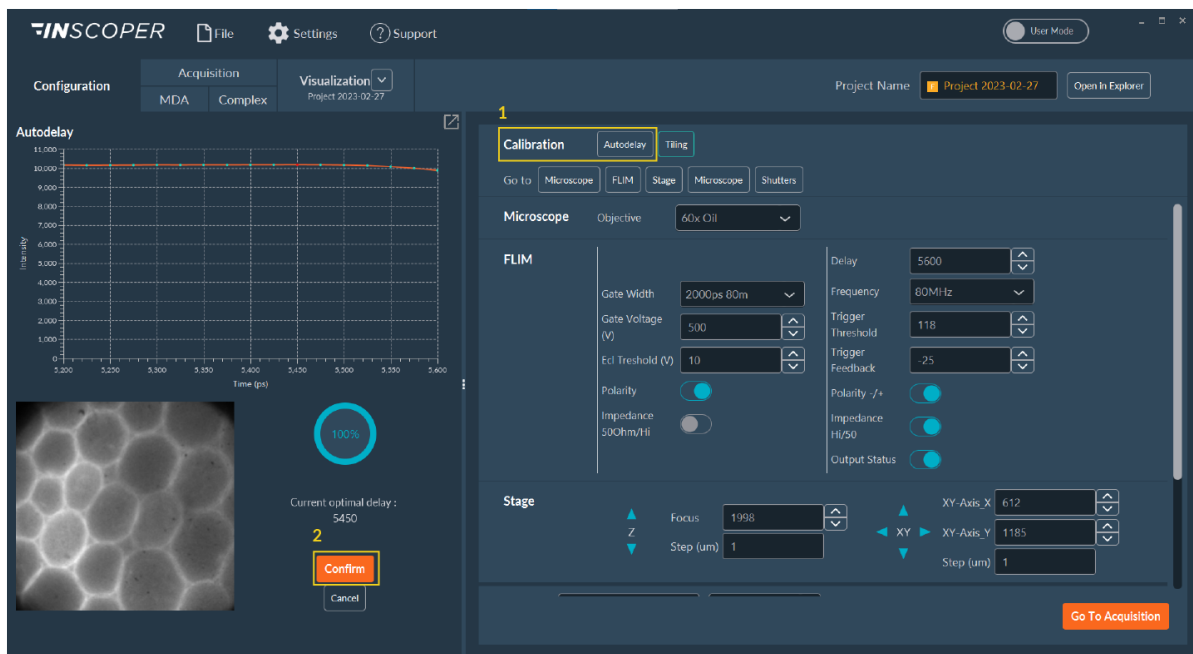 INSCOPER File Settings Support User Mode
Configuration Acquisition Visualization Project Name Project 2023-02-27 Open in Explorer
MDA Complex Project 2023-02-27
Autodelay
11,000
10,000
9,000
8,000
7,000
6,000
5,000
4,000
3,000
2,000
1,000
0
Intensity
5,200 5,250 5,300 5,350 5,400 5,450 5,500 5,550 5,600
Time (ps)
100%
Current optimal delay :
5450
2
Confirm
Cancel
1
Calibration Autodelay Tiling
Go to Microscope FLIM Stage Microscope Shutters
Microscope Objective 60x Oil
FLIM
Gate Width 2000ps 80m
Gate Voltage
(V) 500
Ecl Treshold (V) 10
Polarity
Impedance
50Ohm/Hi
Delay 5600
Frequency 80MHz
Trigger
Threshold 118
Trigger
Feedback -25
Polarity -/+
Impedance
Hi/50
Output Status
Stage
Z
Focus 1998
Step (um) 1
XY
XY-Axis_X 612
XY-Axis_Y 1185
Step (um) 1
Go To Acquisition